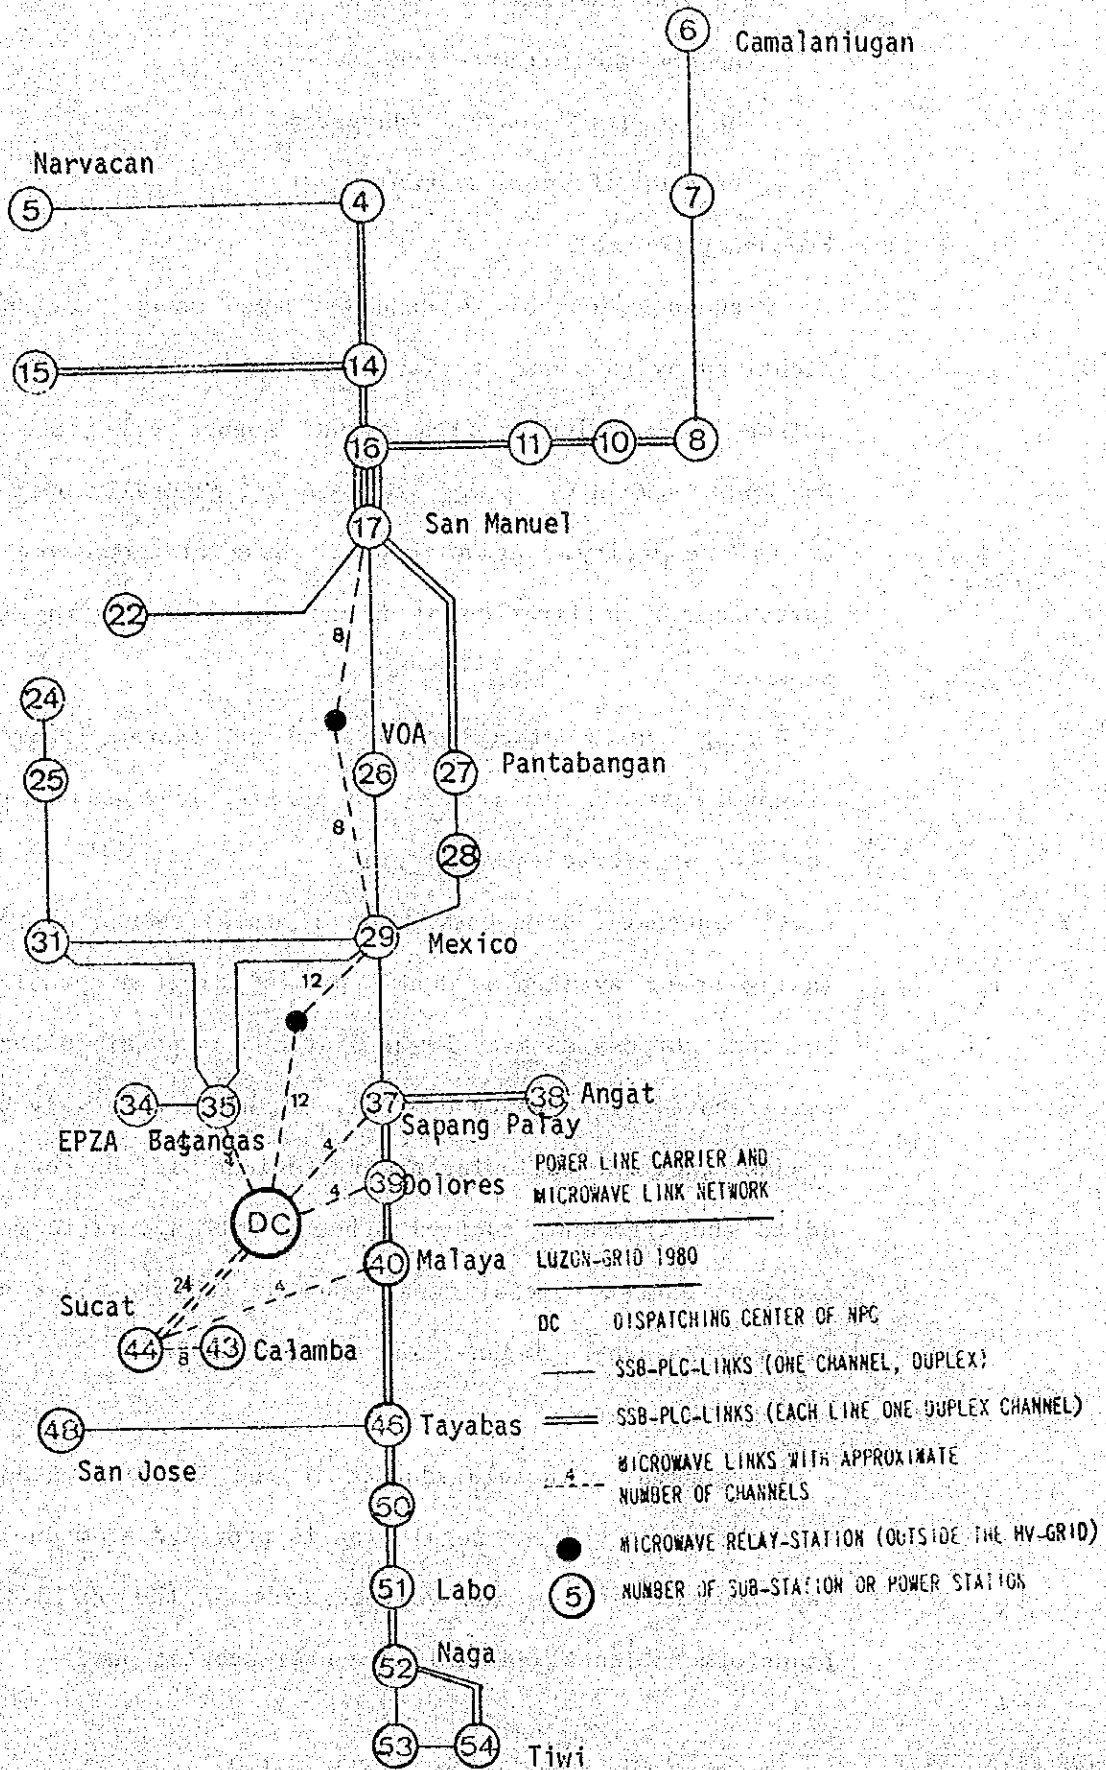 6 Camalaniugan
Narvacan
5
4
7
15
14
16
11
10
8
17 San Manuel
22
8
24
VOA
25
26
27 Pantabangan
8
28
31
29 Mexico
12
34
35
12
37
38 Angat
EPZA Batangas
Sapang Palay
4
4
4
39 Dolores
POWER LINE CARRIER AND
MICROWAVE LINK NETWORK
DC
40 Malaya
LUZON-GRID 1980
24
4
Sucat
DC DISPATCHING CENTER OF NPC
44
8
43 Calamba
SSB-PLC-LINKS (ONE CHANNEL, DUPLEX)
48
46 Tayabas
SSB-PLC-LINKS (EACH LINE ONE DUPLEX CHANNEL)
San Jose
4 MICROWAVE LINKS WITH APPROXIMATE
NUMBER OF CHANNELS
50
MICROWAVE RELAY-STATION (OUTSIDE THE HV-GRID)
51 Labo
5 NUMBER OF SUB-STATION OR POWER STATION
Naga
52
53
54
Tiwi